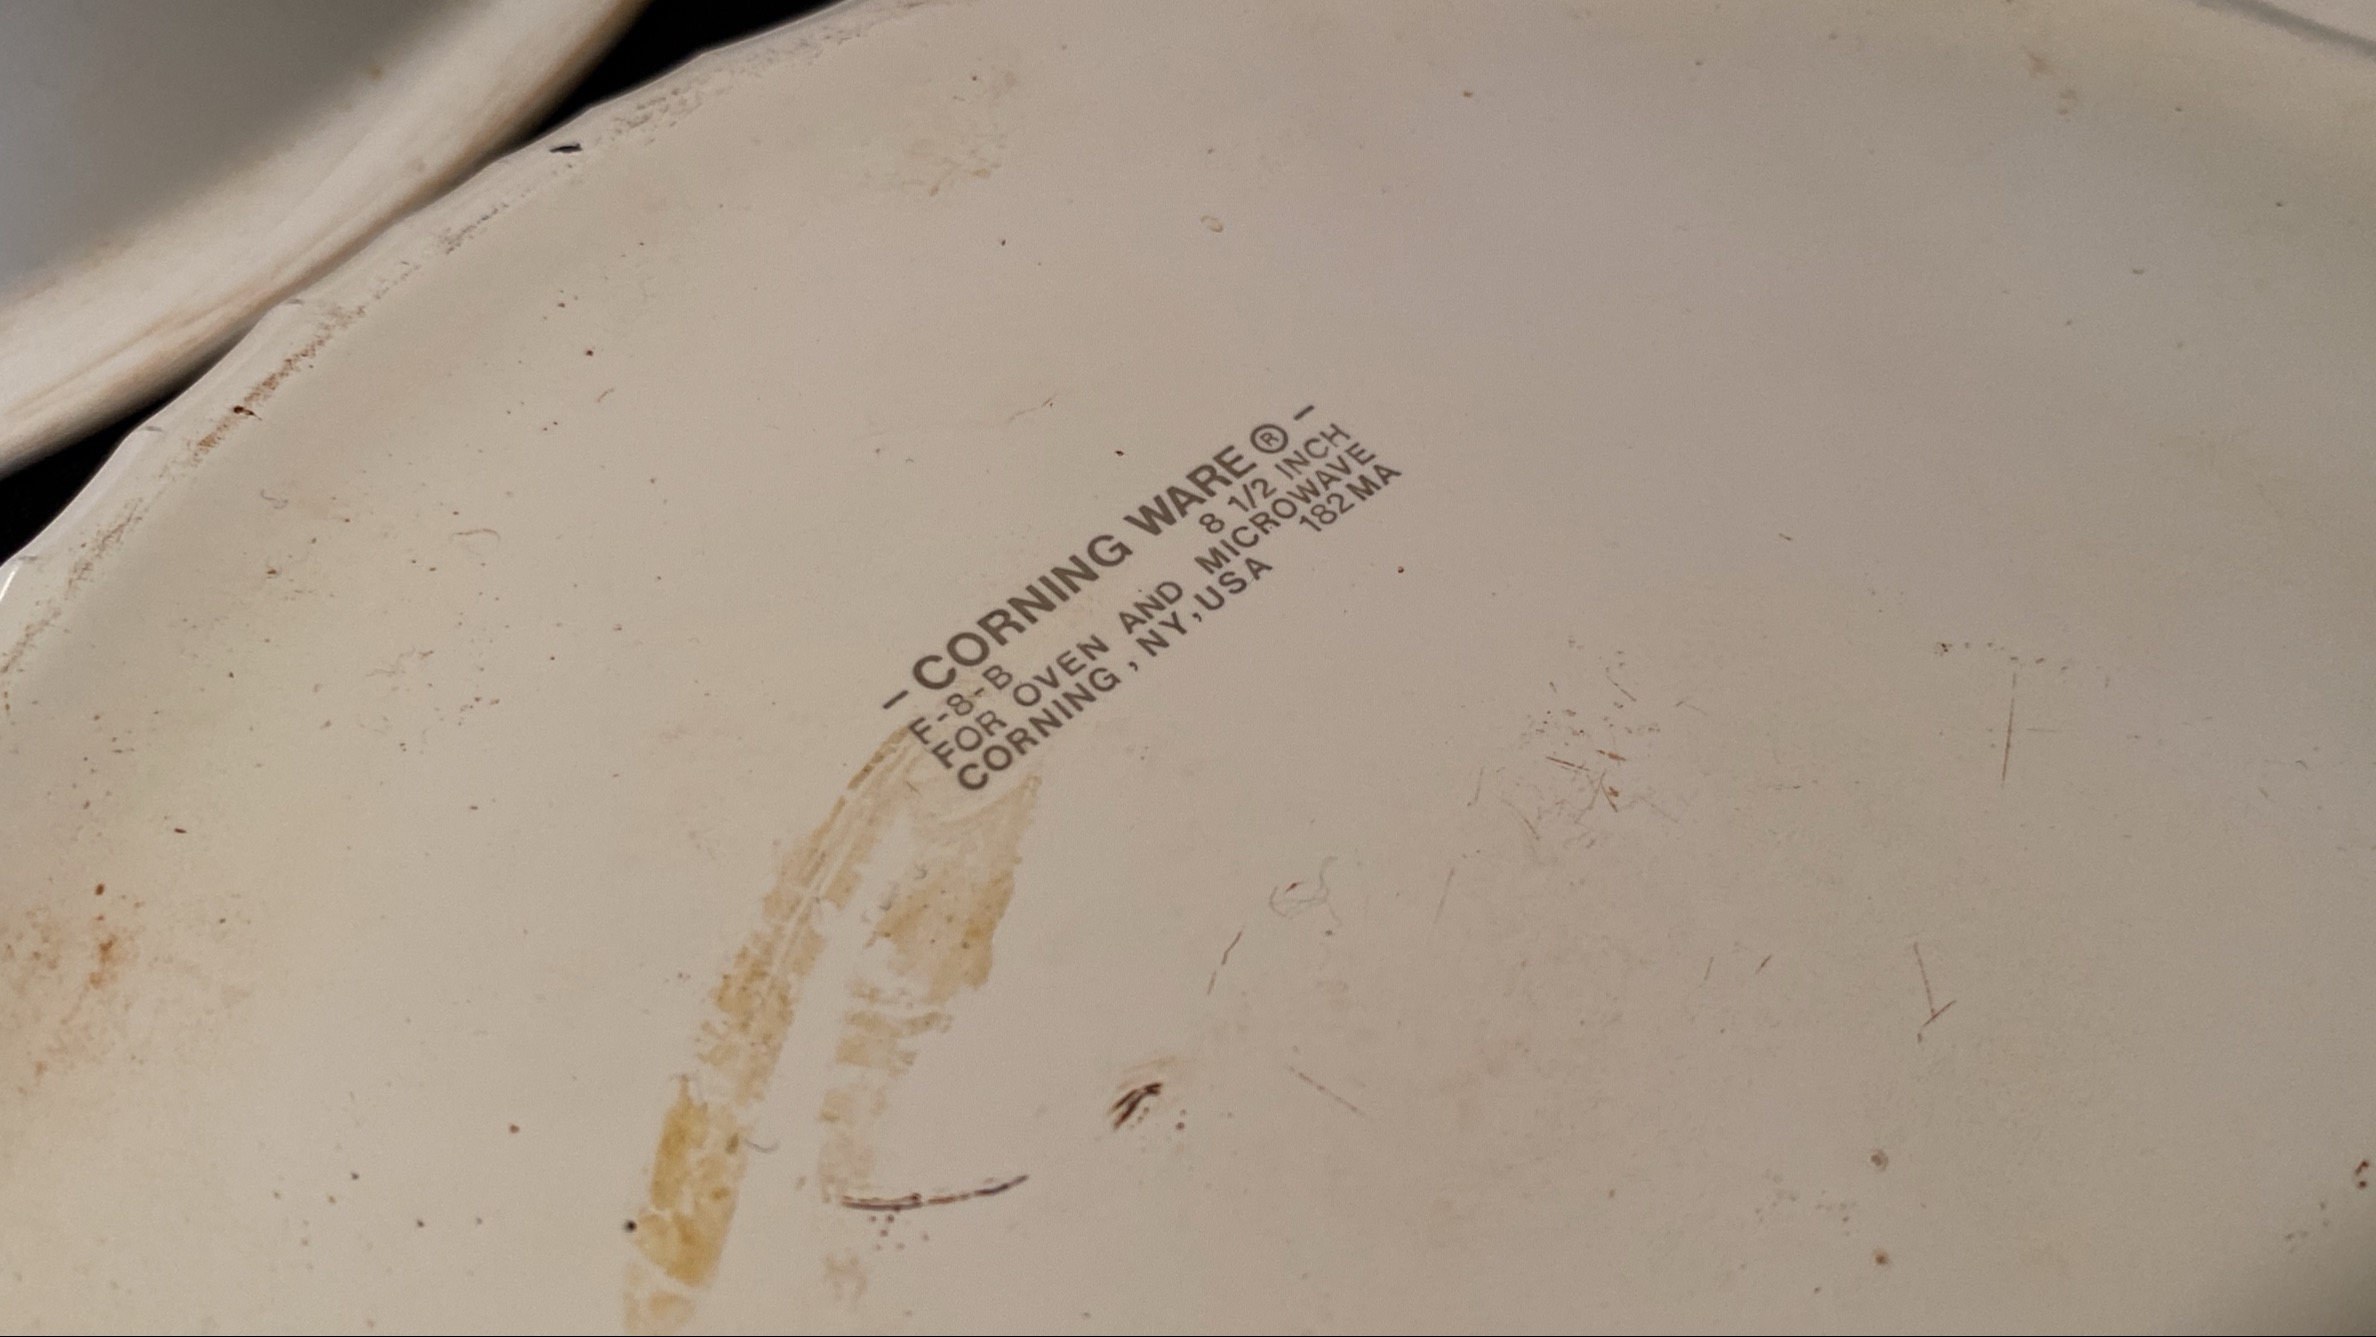 - CORNING WARE ® -
F-8-B 8 1/2 INCH
FOR OVEN AND MICROWAVE
CORNING, NY, USA 182MA